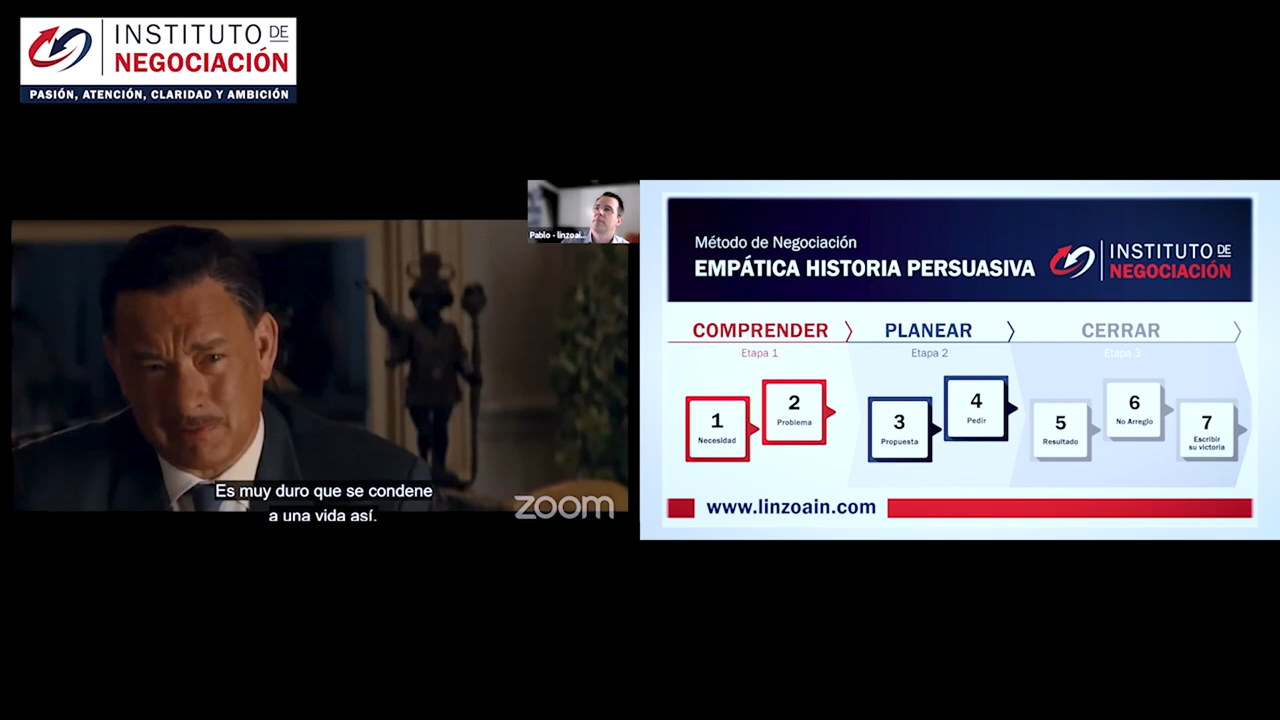 INSTITUTO DE
NEGOCIACIÓN
PASIÓN, ATENCIÓN, CLARIDAD Y AMBICIÓN
Pablo - linzoai...
Es muy duro que se condene
a una vida así.
zoom
Método de Negociación
EMPÁTICA HISTORIA PERSUASIVA
INSTITUTO DE
NEGOCIACIÓN
COMPRENDER
PLANEAR
CERRAR
Etapa 1
Etapa 2
Etapa 3
1
Necesidad
2
Problema
3
Propuesta
4
Pedir
5
Resultado
6
No Arreglo
7
Escribir
su victoria
www.linzoain.com